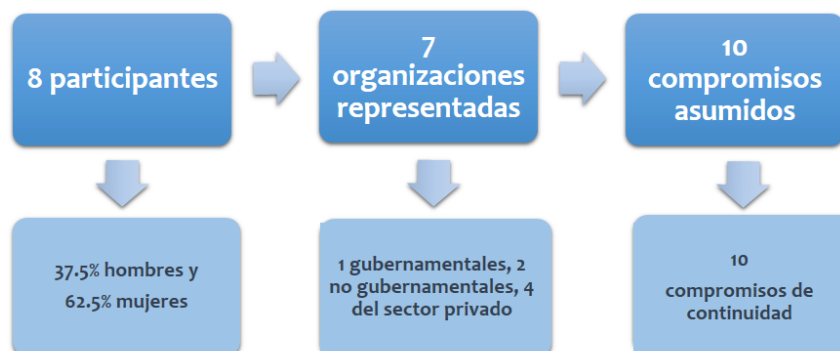 8 participantes
7
organizaciones
representadas
10
compromisos
asumidos
37.5% hombres y
62.5% mujeres
1 gubernamentales, 2
no gubernamentales, 4
del sector privado
10
compromisos de
continuidad